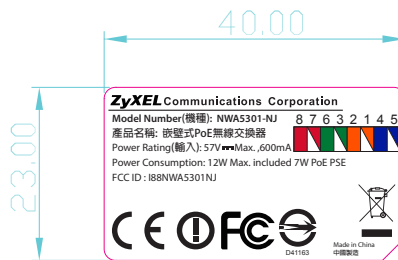 40.00
23.00
ZyXEL Communications Corporation
Model Number(機種): NWA5301-NJ
8 7 6 3 2 1 4 5
產品名稱: 嵌壁式PoE無線交換器
Power Rating(輸入): 57V⎓Max. ,600mA
Power Consumption: 12W Max. included 7W PoE PSE
FCC ID : I88NWA5301NJ
CE FC
D41163
Made in China
中國製造